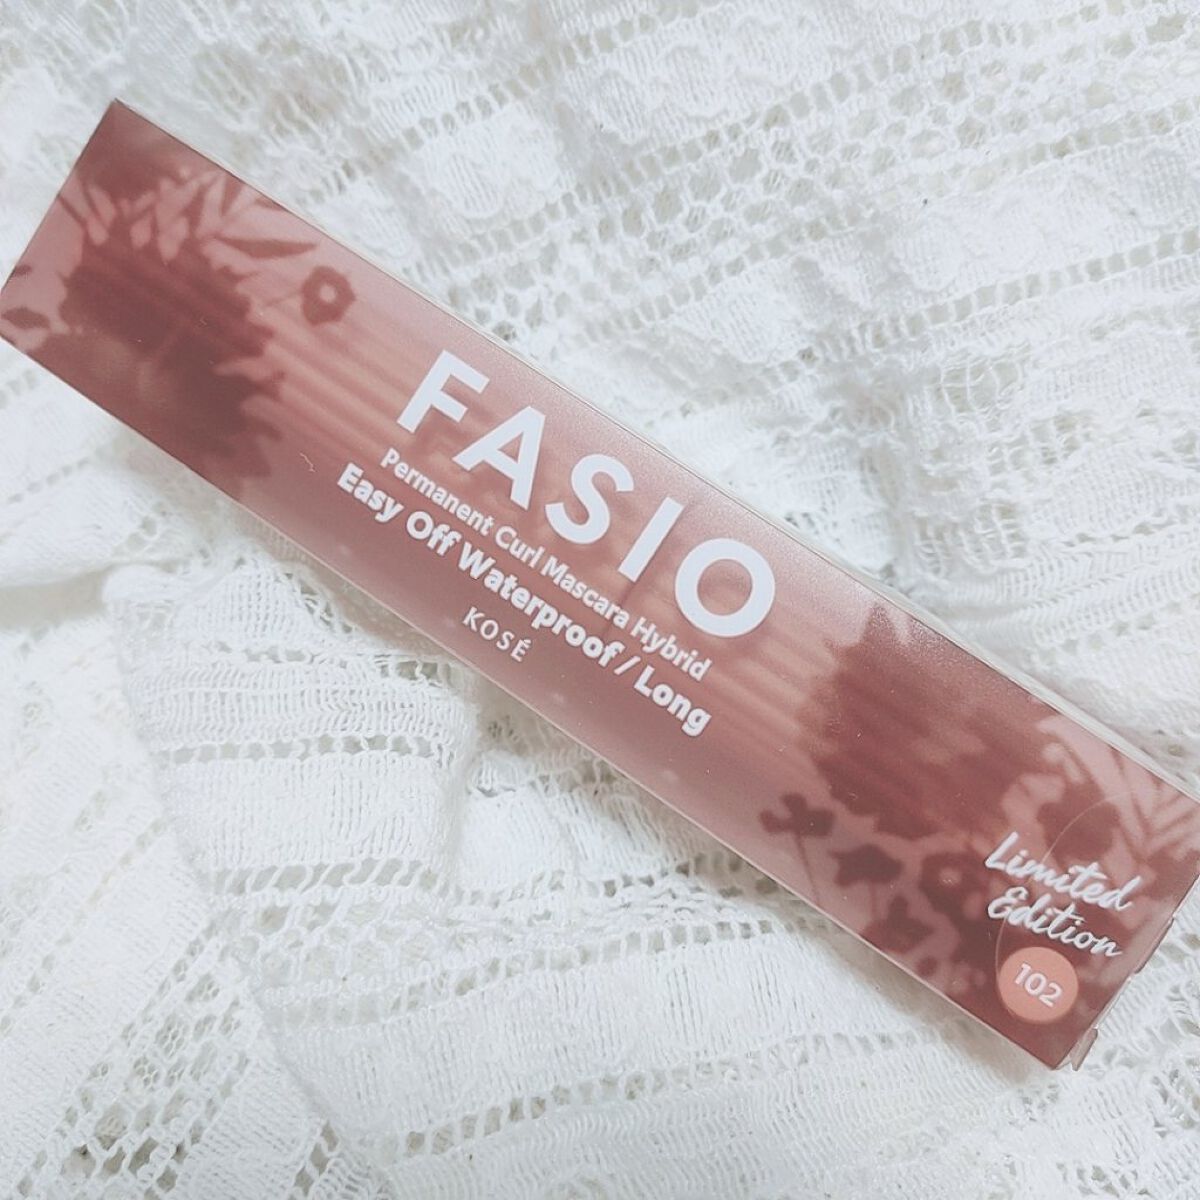 FASIO
Permanent Curl Mascara Hybrid
Easy Off Waterproof / Long
KOSÉ
Limited
Edition
102